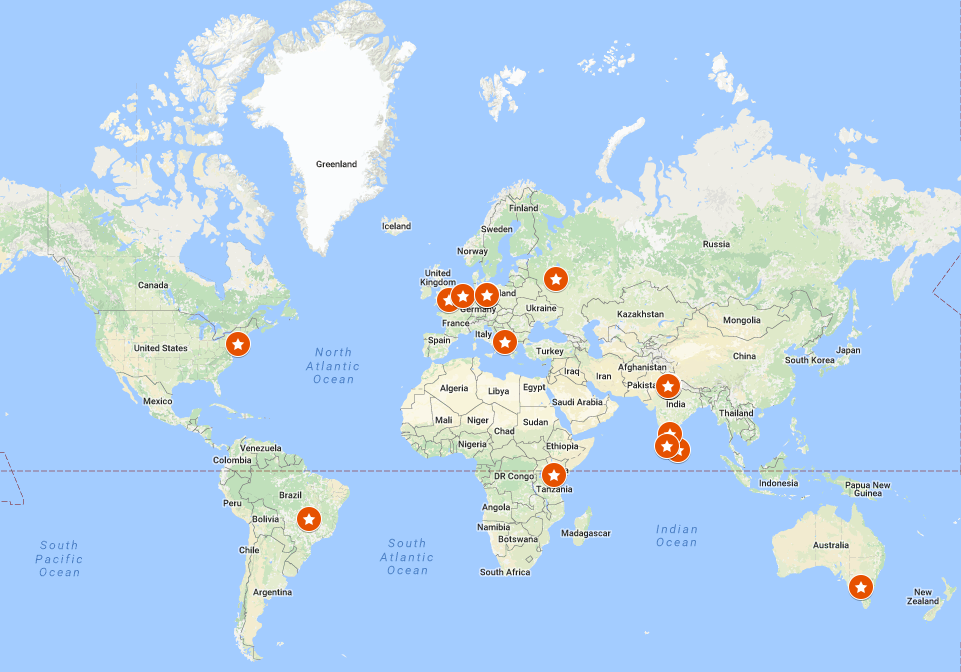 Greenland
Iceland
Finland
Sweden
Norway
Russia
United
Kingdom
land
Germany
Canada
Ukraine
Kazakhstan
Mongolia
France
Italy
Spain
Turkey
United States
North
Atlantic
Ocean
China
Japan
South Korea
Afghanistan
Iraq
Iran
Pakista
Algeria
Libya
Egypt
Saudi Arabia
Mexico
India
Thailand
Mali
Niger
Chad
Sudan
Nigeria
Ethiopia
Venezuela
Colombia
DR Congo
Tanzania
Indonesia
Papua New
Guinea
Peru
Brazil
Angola
Bolivia
Namibia
Botswana
Madagascar
South
Pacific
Ocean
South
Atlantic
Ocean
Indian
Ocean
Chile
Australia
South Africa
Argentina
New
Zealand